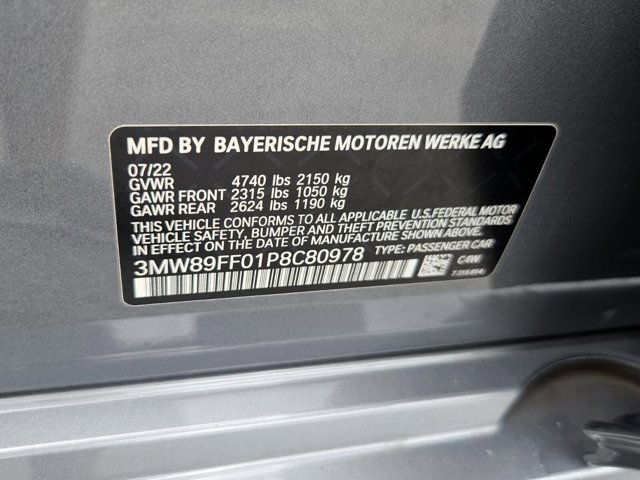 MFD BY BAYERISCHE MOTOREN WERKE AG
07/22
GVWR 4740 lbs 2150 kg
GAWR FRONT 2315 lbs 1050 kg
GAWR REAR 2624 lbs 1190 kg
THIS VEHICLE CONFORMS TO ALL APPLICABLE U.S. FEDERAL MOTOR
VEHICLE SAFETY, BUMPER AND THEFT PREVENTION STANDARDS
IN EFFECT ON THE DATE OF MANUFACTURE SHOWN ABOVE.
3MW89FF01P8C80978 TYPE: PASSENGER CAR
C4W